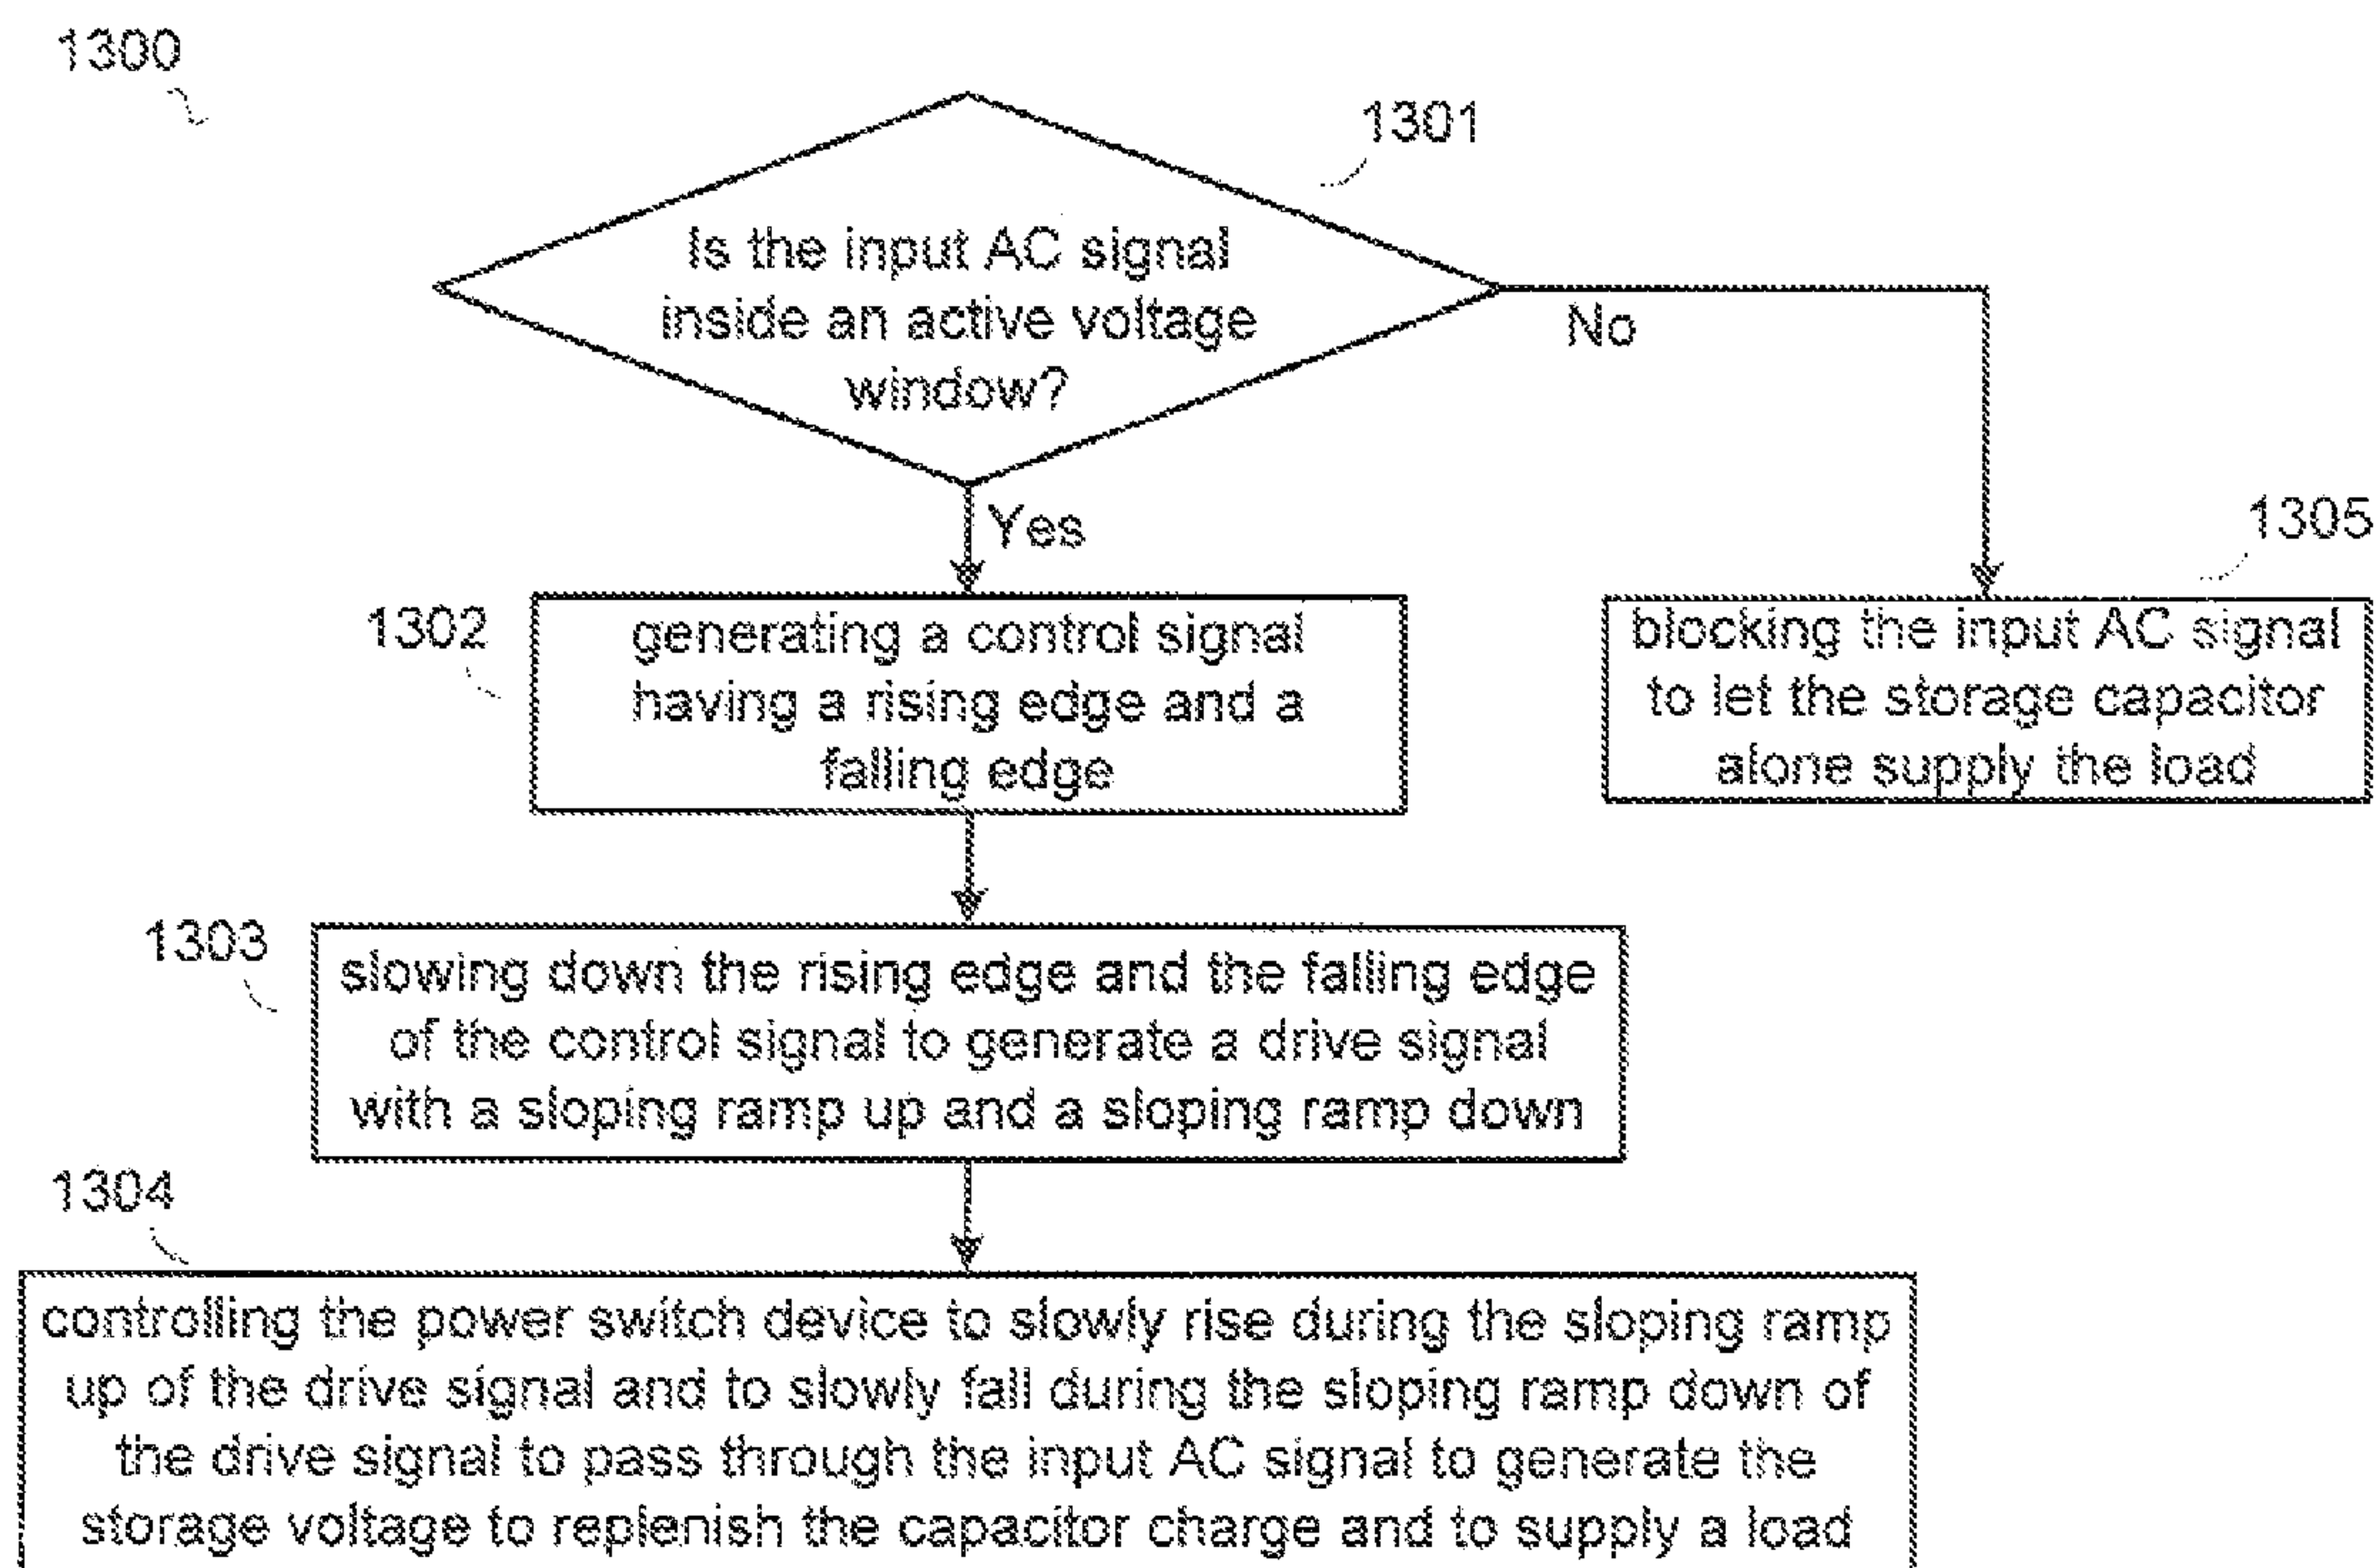 1300
1301
Is the input AC signal
inside an active voltage
window?
No
Yes
1305
1302
generating a control signal
having a rising edge and a
falling edge
blocking the input AC signal
to let the storage capacitor
alone supply the load
1303
slowing down the rising edge and the falling edge
of the control signal to generate a drive signal
with a sloping ramp up and a sloping ramp down
1304
controlling the power switch device to slowly rise during the sloping ramp
up of the drive signal and to slowly fall during the sloping ramp down of
the drive signal to pass through the input AC signal to generate the
storage voltage to replenish the capacitor charge and to supply a load